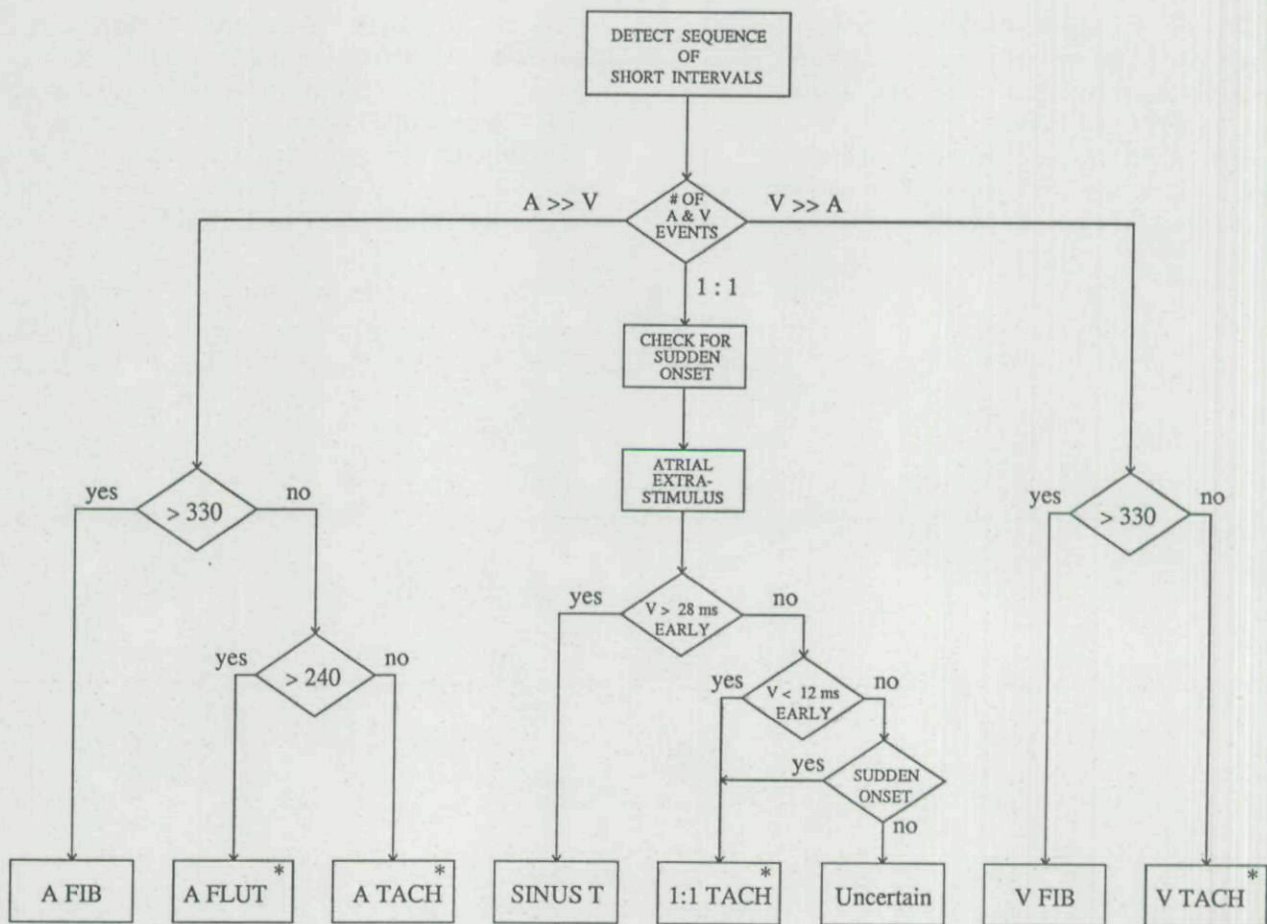 DETECT SEQUENCE
OF
SHORT INTERVALS
A >> V
# OF
A & V
EVENTS
V >> A
1 : 1
CHECK FOR
SUDDEN
ONSET
ATRIAL
EXTRA-
STIMULUS
yes
> 330
no
yes
> 330
no
yes
V > 28 ms
EARLY
no
yes
> 240
no
yes
V < 12 ms
EARLY
no
yes
SUDDEN
ONSET
no
A FIB
A FLUT *
A TACH *
SINUS T
1:1 TACH *
Uncertain
V FIB
V TACH *